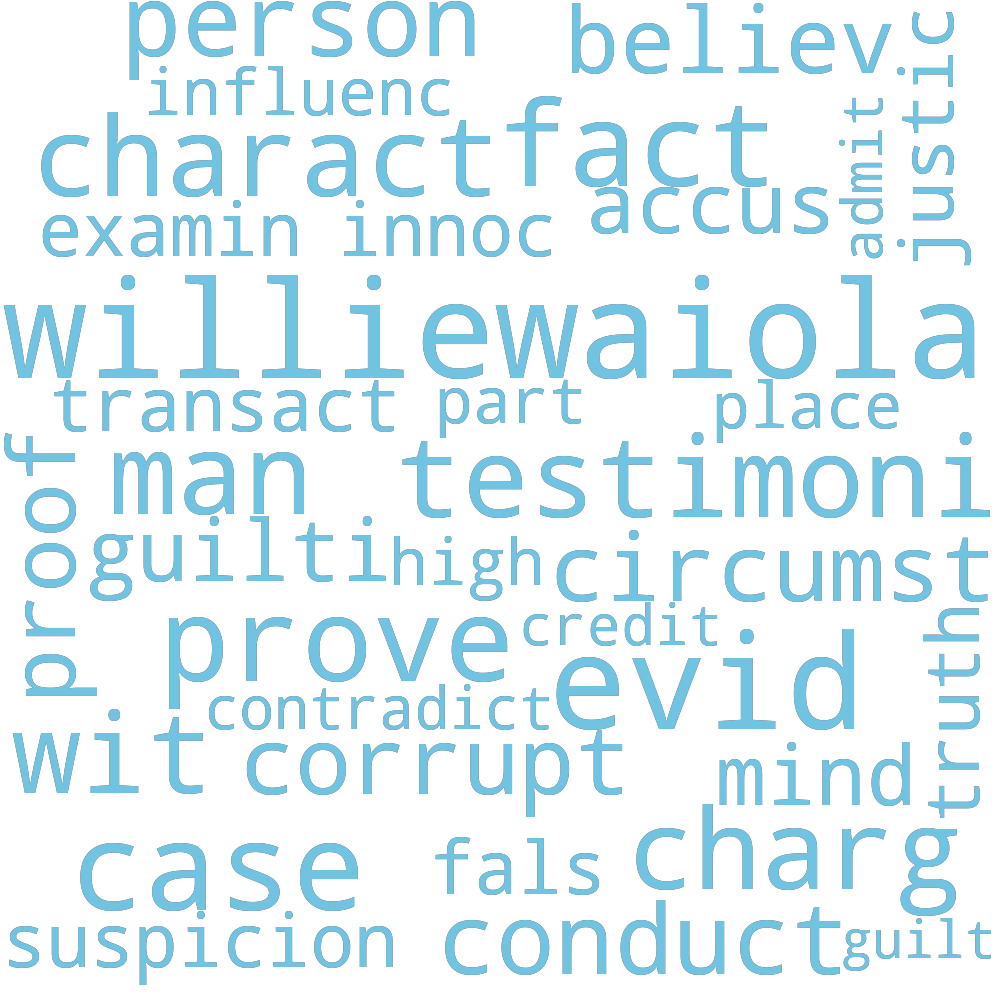 person
believ
justic
influenc
admit
charact
fact
accus
examin
innoc
williewaiola
transact
part
place
proof
man
testimoni
guilti
high
circumst
prove
credit
truth
evid
contradict
wit
corrupt
mind
case
fals
charg
suspicion
conduct
guilt